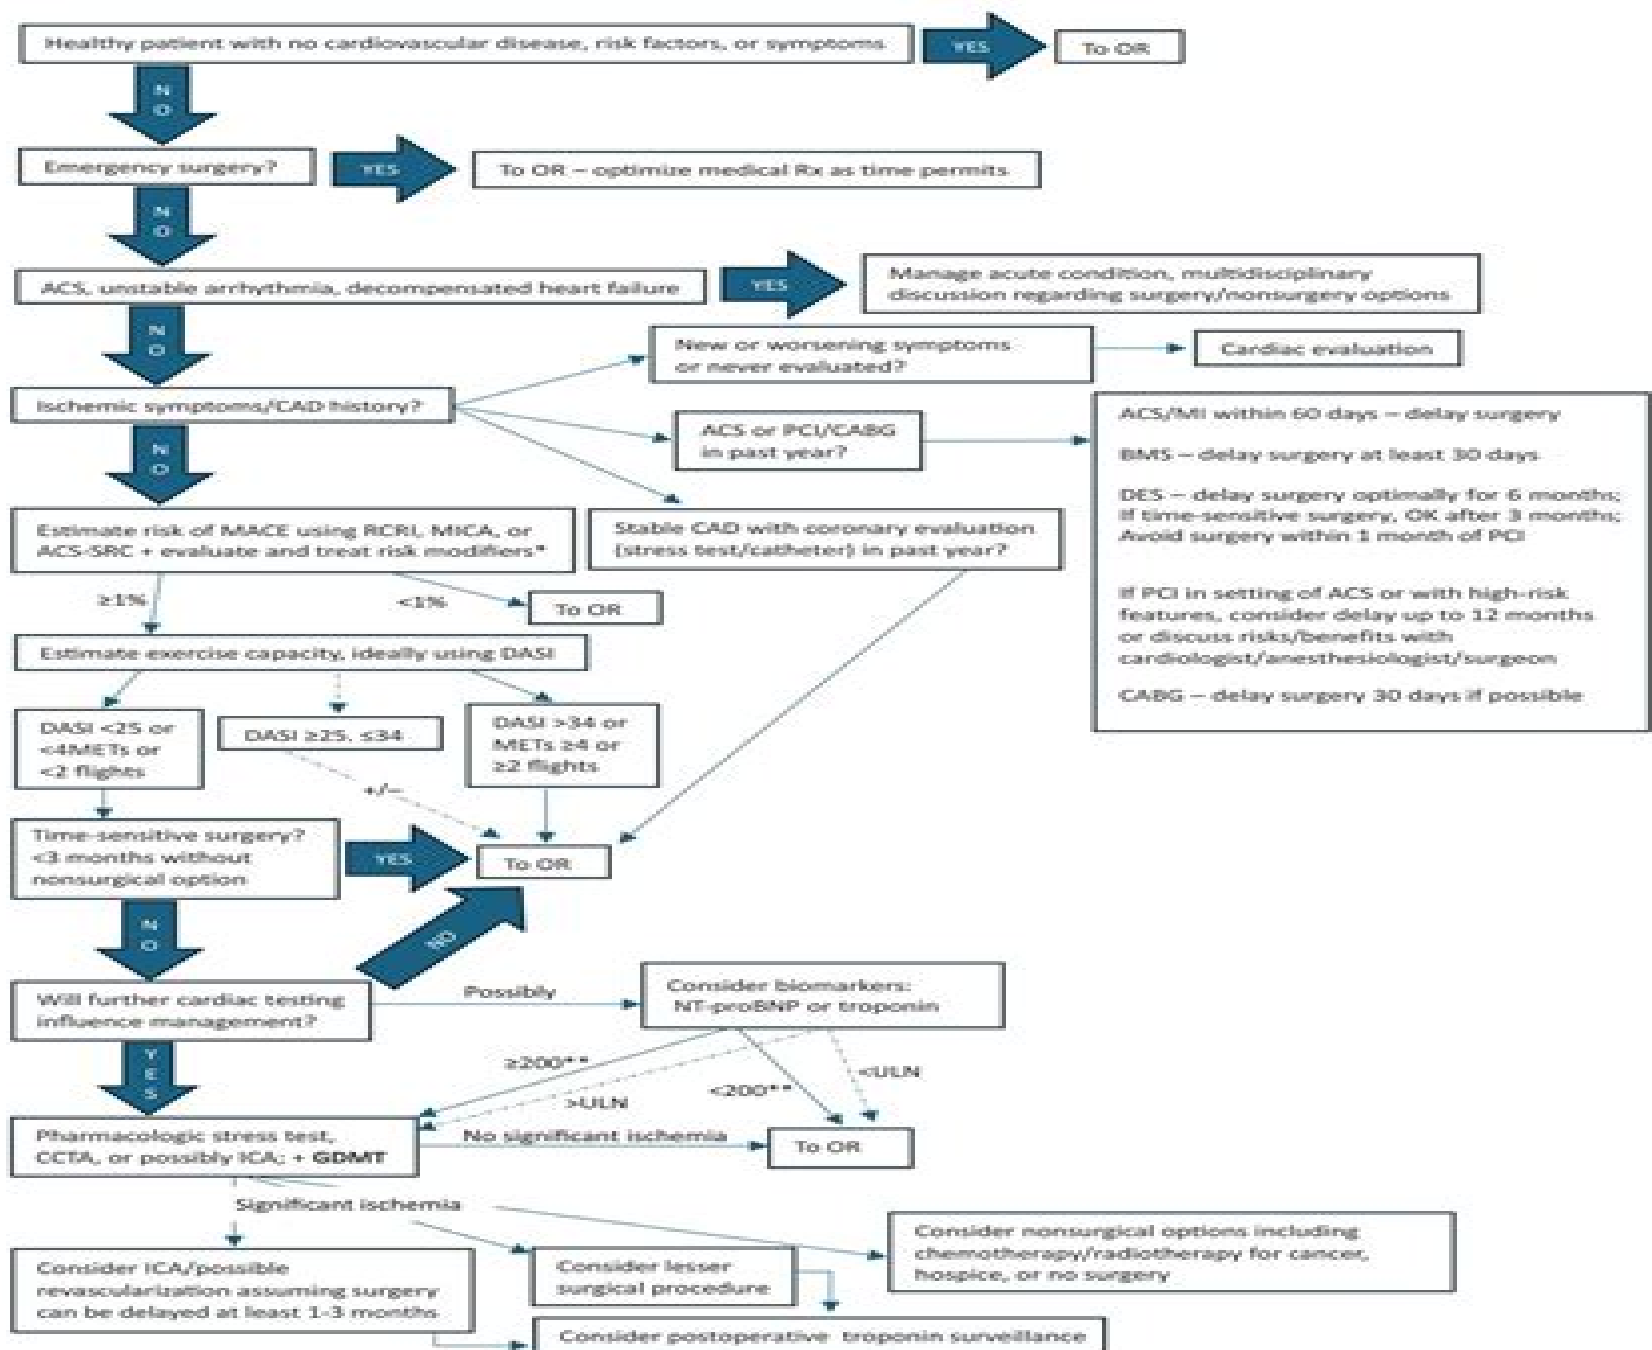 Healthy patient with no cardiovascular disease, risk factors, or symptoms
YES
To OR
NO
Emergency surgery?
YES
To OR – optimize medical Rx as time permits
NO
ACS, unstable arrhythmia, decompensated heart failure
YES
Manage acute condition, multidisciplinary
discussion regarding surgery/nonsurgery options
NO
New or worsening symptoms
or never evaluated?
Cardiac evaluation
Ischemic symptoms/CAD history?
ACS or PCI/CABG
in past year?
ACS/MI within 60 days – delay surgery
BMS – delay surgery at least 30 days
DES – delay surgery optimally for 6 months;
If time-sensitive surgery, OK after 3 months;
Avoid surgery within 1 month of PCI
If PCI in setting of ACS or with high-risk
features, consider delay up to 12 months
or discuss risks/benefits with
cardiologist/anesthesiologist/surgeon
CABG – delay surgery 30 days if possible
NO
Estimate risk of MACE using RCRI, MICA, or
ACS-SRC + evaluate and treat risk modifiers*
Stable CAD with coronary evaluation
(stress test/catheter) in past year?
≥1%
<1%
To OR
Estimate exercise capacity, ideally using DASI
DASI <25 or
<4METs or
<2 flights
DASI ≥25, ≤34
DASI >34 or
METs ≥4 or
≥2 flights
+/–
Time-sensitive surgery?
<3 months without
nonsurgical option
YES
To OR
NO
NO
Will further cardiac testing
influence management?
Possibly
Consider biomarkers:
NT-proBNP or troponin
YES
≥200**
>ULN
<200**
<ULN
Pharmacologic stress test,
CCTA, or possibly ICA; + GDMT
No significant ischemia
To OR
Significant ischemia
Consider ICA/possible
revascularization assuming surgery
can be delayed at least 1-3 months
Consider lesser
surgical procedure
Consider nonsurgical options including
chemotherapy/radiotherapy for cancer,
hospice, or no surgery
Consider postoperative troponin surveillance